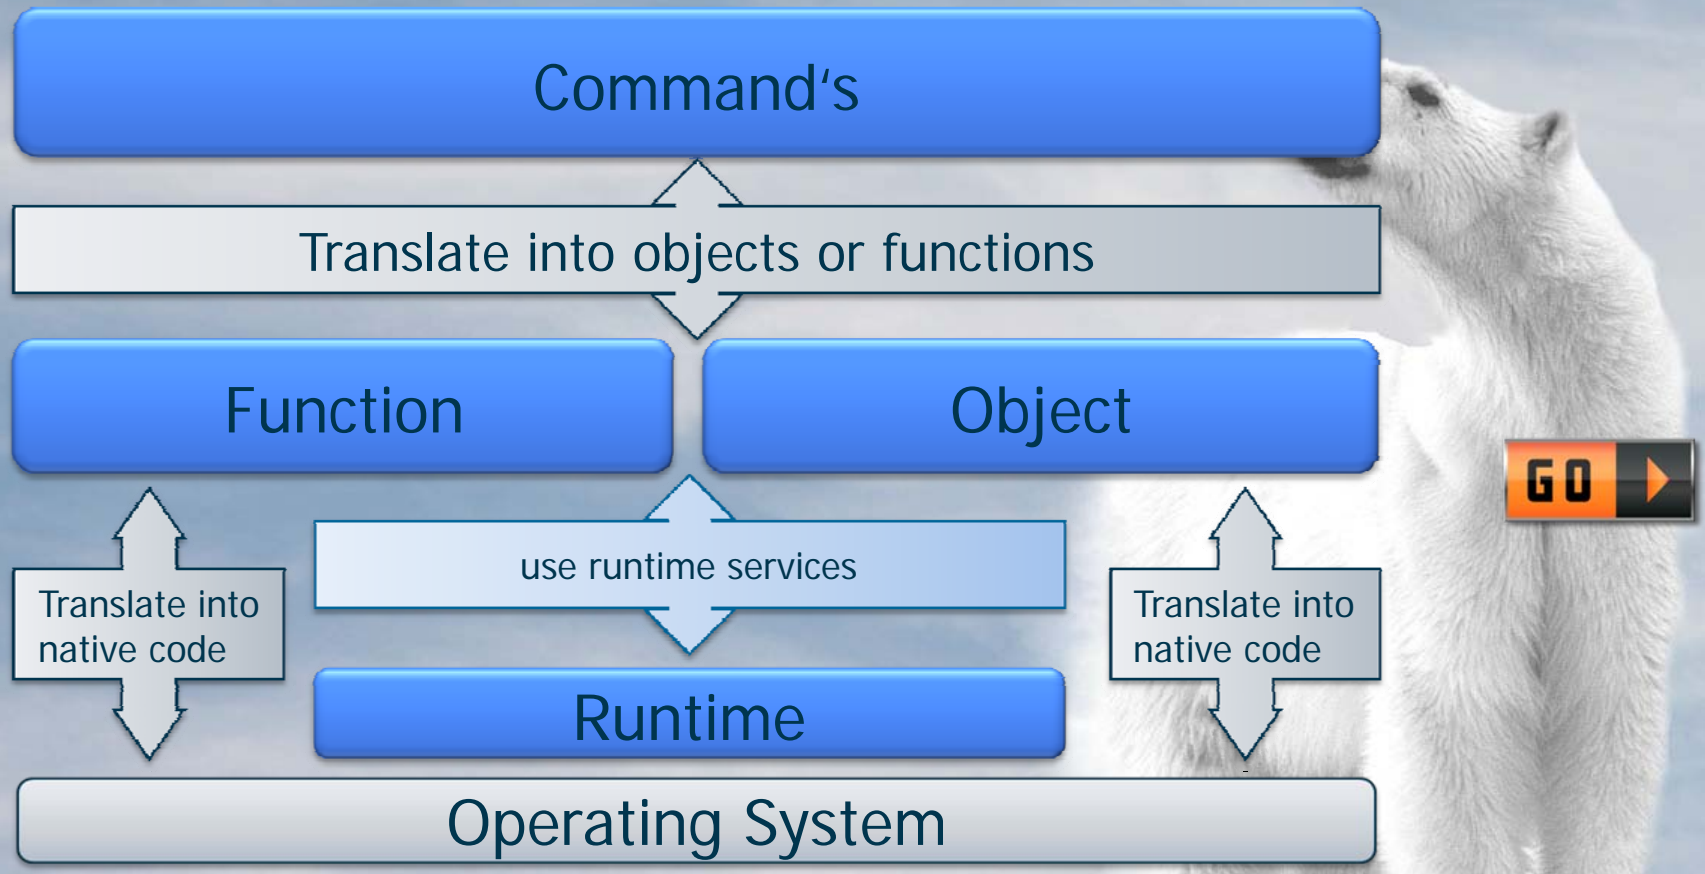 Command‘s
Translate into objects or functions
Function
Object
GO
use runtime services
Translate into
native code
Translate into
native code
Runtime
Operating System